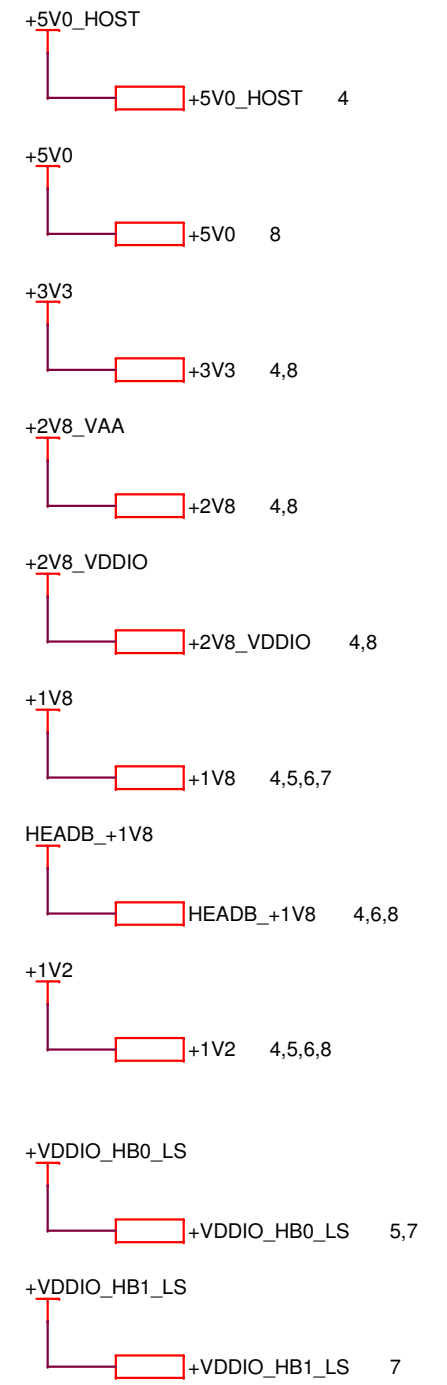 +5V0_HOST
+5V0_HOST 4
+5V0
+5V0 8
+3V3
+3V3 4,8
+2V8_VAA
+2V8 4,8
+2V8_VDDIO
+2V8_VDDIO 4,8
+1V8
+1V8 4,5,6,7
HEADB_+1V8
HEADB_+1V8 4,6,8
+1V2
+1V2 4,5,6,8
+VDDIO_HB0_LS
+VDDIO_HB0_LS 5,7
+VDDIO_HB1_LS
+VDDIO_HB1_LS 7